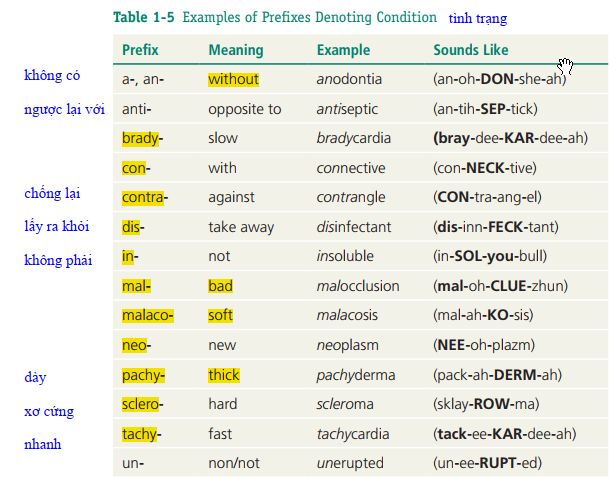 Table 1-5 Examples of Prefixes Denoting Condition tình trạng
Prefix Meaning Example Sounds Like
không có a-, an- without anodontia (an-oh-DON-she-ah)
ngược lại với anti- opposite to antiseptic (an-tih-SEP-tick)
brady- slow bradycardia (bray-dee-KAR-dee-ah)
con- with connective (con-NECK-tive)
chống lại contra- against contrangle (CON-tra-ang-el)
lấy ra khỏi dis- take away disinfectant (dis-inn-FECK-tant)
không phải in- not insoluble (in-SOL-you-bull)
mal- bad malocclusion (mal-oh-CLUE-zhun)
malaco- soft malacosis (mal-ah-KO-sis)
neo- new neoplasm (NEE-oh-plazm)
dày pachy- thick pachyderma (pack-ah-DERM-ah)
xơ cứng sclero- hard scleroma (sklay-ROW-ma)
nhanh tachy- fast tachycardia (tack-ee-KAR-dee-ah)
un- non/not unerupted (un-ee-RUPT-ed)